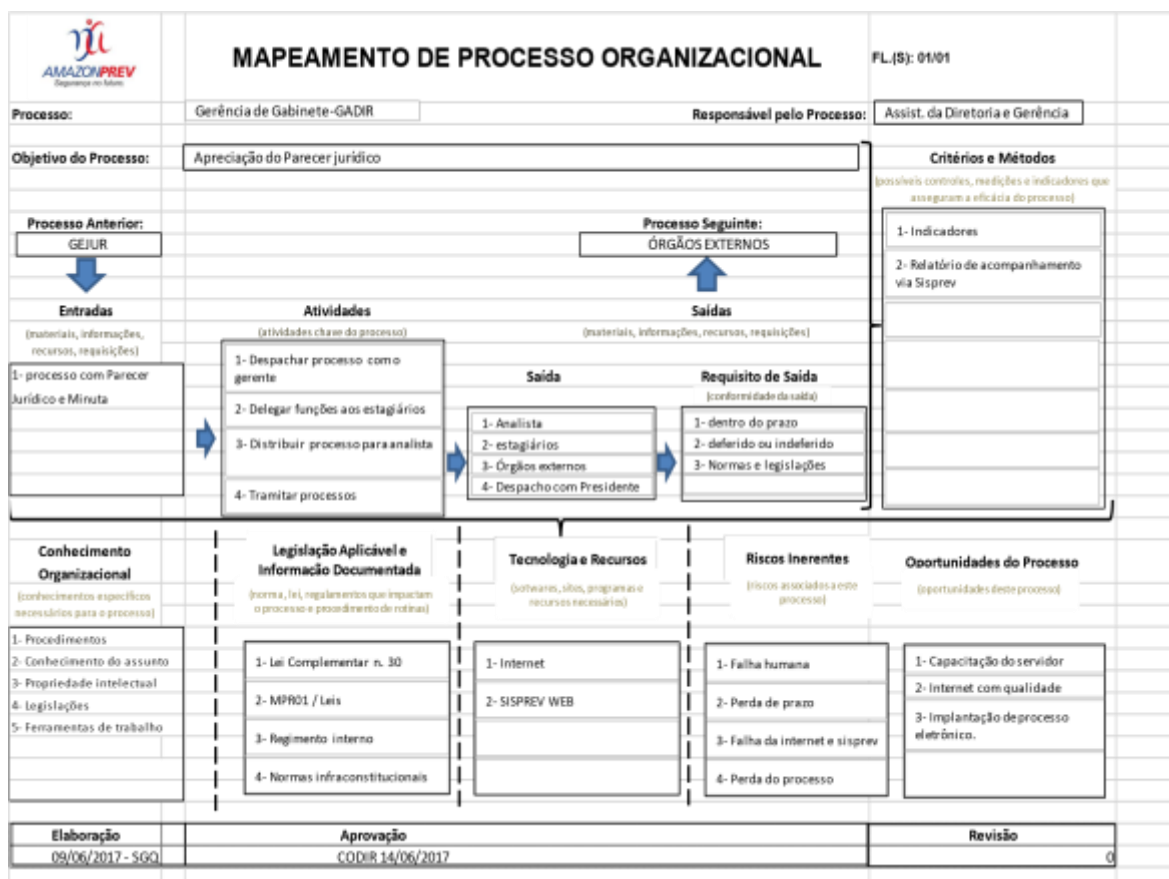 AMAZONPREV
Segurança no futuro
MAPEAMENTO DE PROCESSO ORGANIZACIONAL
FL.(S): 01/01
Processo:
Gerência de Gabinete-GADIR
Responsável pelo Processo:
Assist. da Diretoria e Gerência
Objetivo do Processo:
Apreciação do Parecer jurídico
Critérios e Métodos
(possíveis controles, medições e indicadores que
asseguram a eficácia do processo)
1- Indicadores
2- Relatório de acompanhamento
via Sisprev
Processo Anterior:
GEJUR
Processo Seguinte:
ÓRGÃOS EXTERNOS
Entradas
(materiais, informações,
recursos, requisições)
1- processo com Parecer
Jurídico e Minuta
Atividades
(atividades chave do processo)
1- Despachar processo com o
gerente
2- Delegar funções aos estagiários
3- Distribuir processo para analista
4- Tramitar processos
Saídas
(materiais, informações, recursos, requisições)
Saída
1- Analista
2- estagiários
3- Órgãos externos
4- Despacho com Presidente
Requisito de Saída
(conformidade da saída)
1- dentro do prazo
2- deferido ou indeferido
3- Normas e legislações
Conhecimento
Organizacional
(conhecimentos específicos
necessários para o processo)
1- Procedimentos
2- Conhecimento do assunto
3- Propriedade intelectual
4- Legislações
5- Ferramentas de trabalho
Legislação Aplicável e
Informação Documentada
(norma, lei, regulamentos que impactam
o processo e procedimento de rotinas)
1- Lei Complementar n. 30
2- MPR01 / Leis
3- Regimento interno
4- Normas infraconstitucionais
Tecnologia e Recursos
(sotwares, sites, programas e
recursos necessários)
1- Internet
2- SISPREV WEB
Riscos Inerentes
(riscos associados a este
processo)
1- Falha humana
2- Perda de prazo
3- Falha da internet e sisprev
4- Perda do processo
Oportunidades do Processo
(oportunidades deste processo)
1- Capacitação do servidor
2- Internet com qualidade
3- Implantação de processo
eletrônico.
Elaboração
Aprovação
Revisão
09/06/2017 - SGQ
CODIR 14/06/2017
0